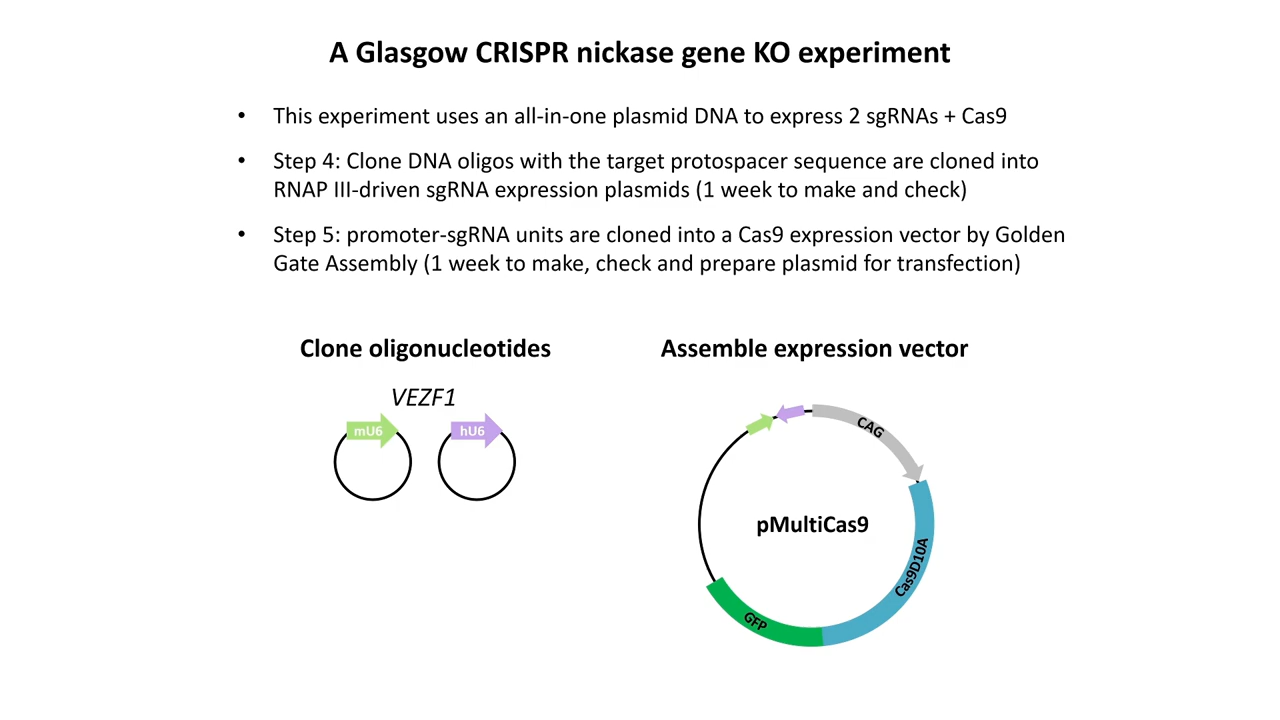 A Glasgow CRISPR nickase gene KO experiment
• This experiment uses an all-in-one plasmid DNA to express 2 sgRNAs + Cas9
• Step 4: Clone DNA oligos with the target protospacer sequence are cloned into
RNAP III-driven sgRNA expression plasmids (1 week to make and check)
• Step 5: promoter-sgRNA units are cloned into a Cas9 expression vector by Golden
Gate Assembly (1 week to make, check and prepare plasmid for transfection)
Clone oligonucleotides
VEZF1
mU6
hU6
Assemble expression vector
CAG
pMultiCas9
Cas9D10A
GFP